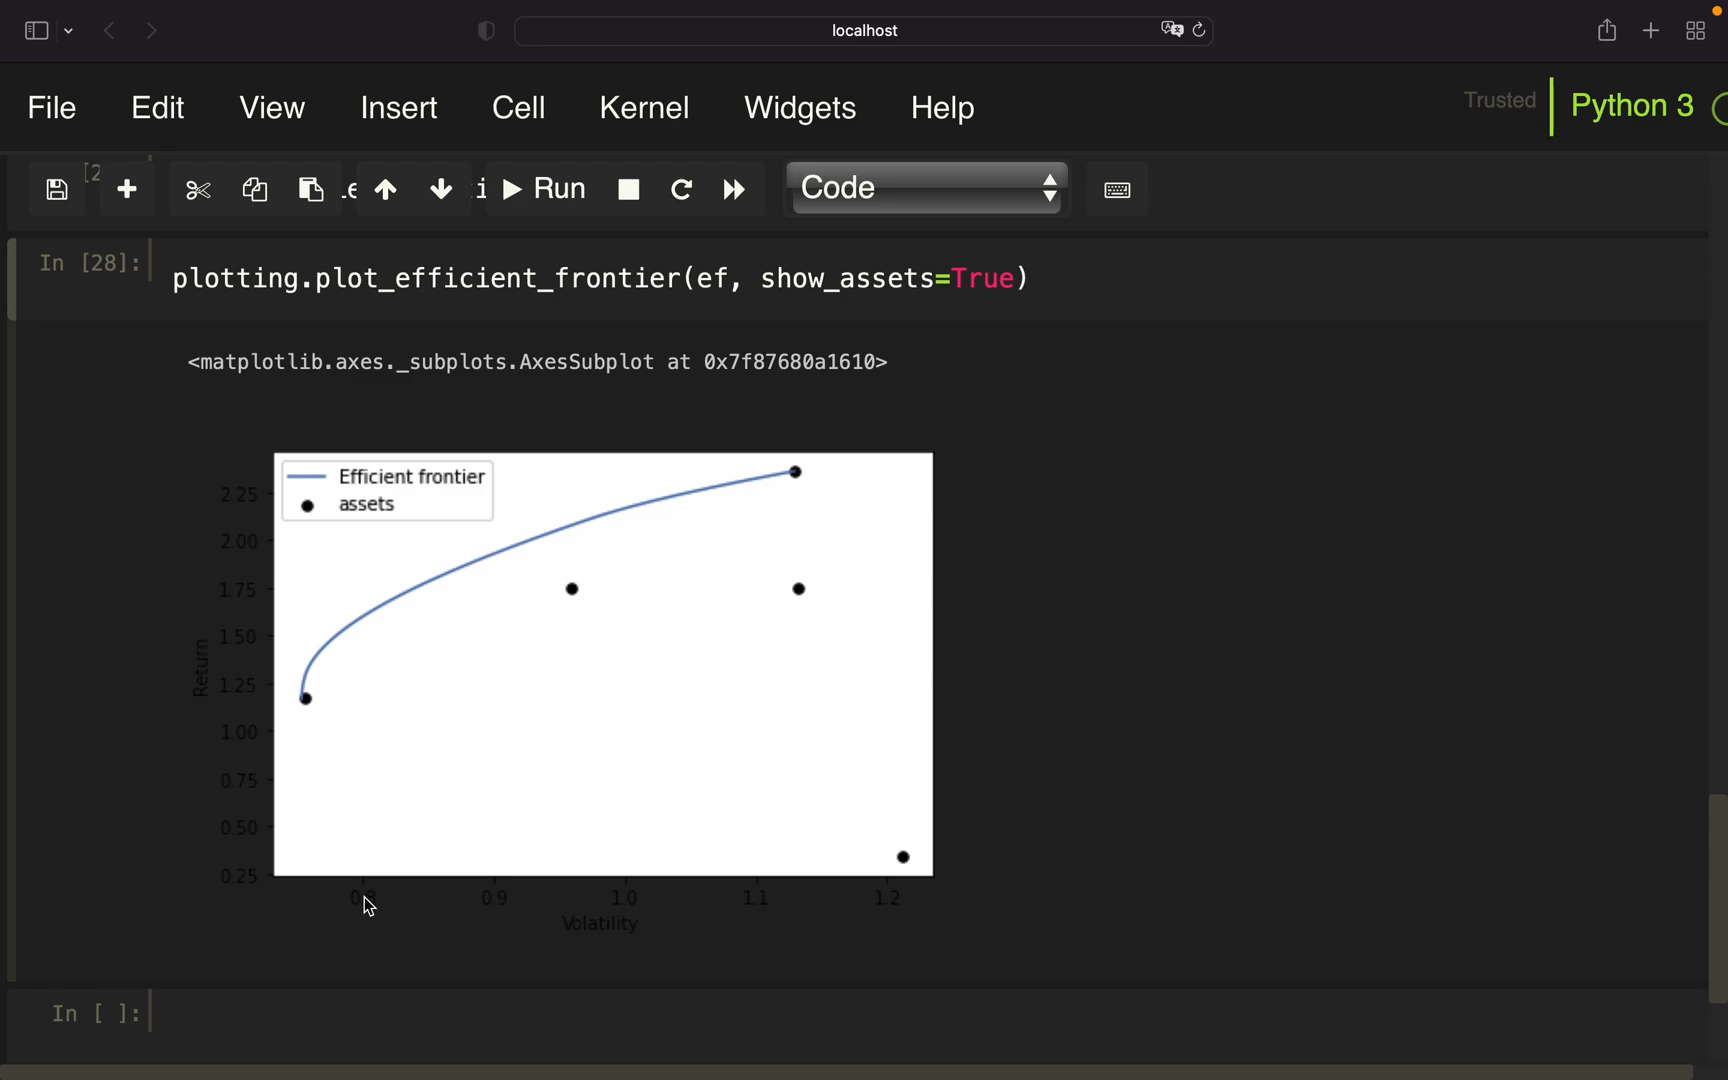 localhost
File Edit View Insert Cell Kernel Widgets Help
Trusted Python 3
[2
Run Code
In [28]:
plotting.plot_efficient_frontier(ef, show_assets=True)
<matplotlib.axes._subplots.AxesSubplot at 0x7f87680a1610>
Efficient frontier
assets
2.25
2.00
1.75
1.50
1.25
1.00
0.75
0.50
0.25
Return
0.9 1.0 1.1 1.2
Volatility
In [ ]: